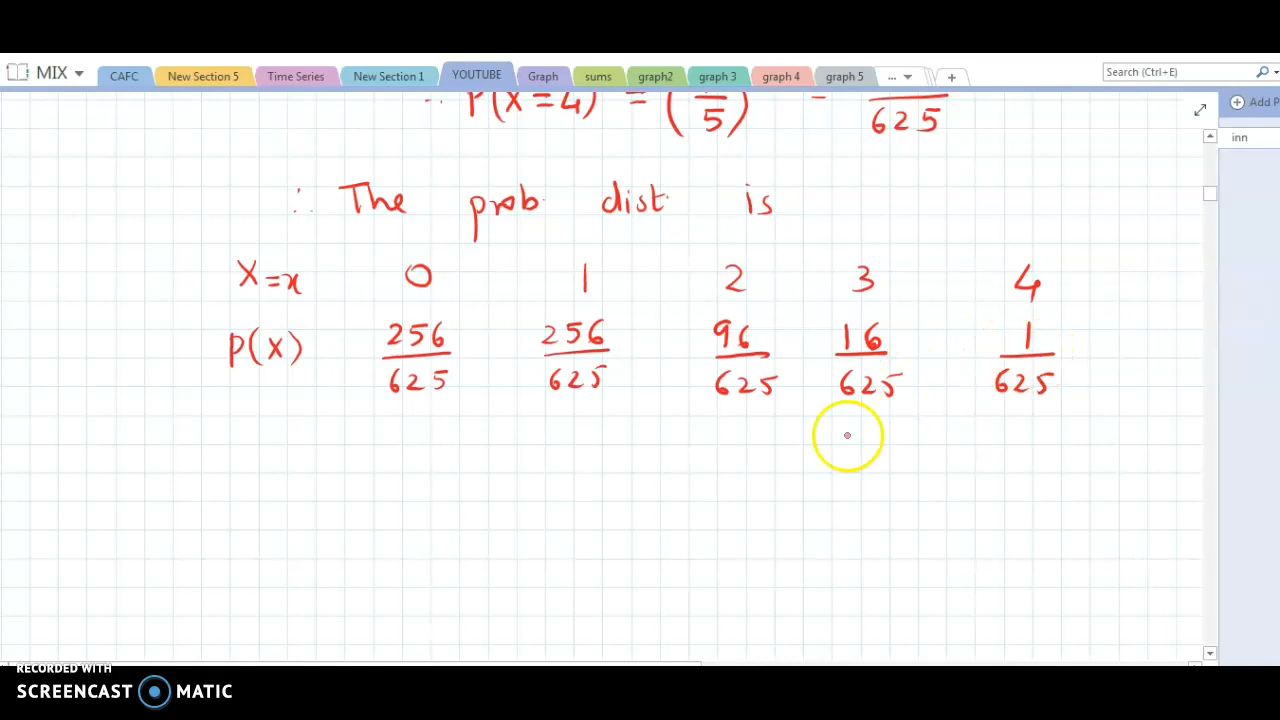 MIX CAFC New Section 5 Time Series New Section 1 YOUTUBE Graph sums graph2 graph 3 graph 4 graph 5 ... + Search (Ctrl+E)
Add P
inn
∴ P(X=4) = ( /5) = /625
∴ The prob dist is
X=x 0 1 2 3 4
P(X) 256/625 256/625 96/625 16/625 1/625
RECORDED WITH
SCREENCAST MATIC